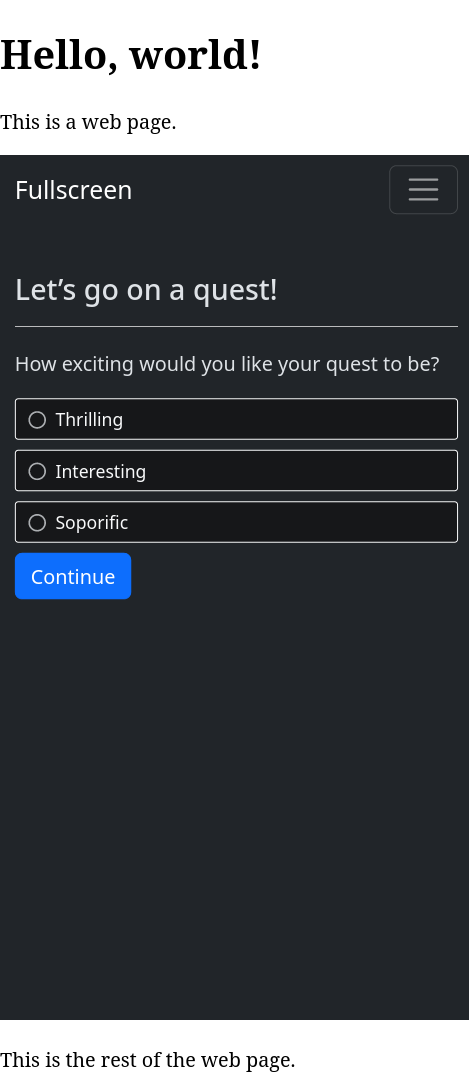 Hello, world!
This is a web page.
Fullscreen
Let’s go on a quest!
How exciting would you like your quest to be?
Thrilling
Interesting
Soporific
Continue
This is the rest of the web page.